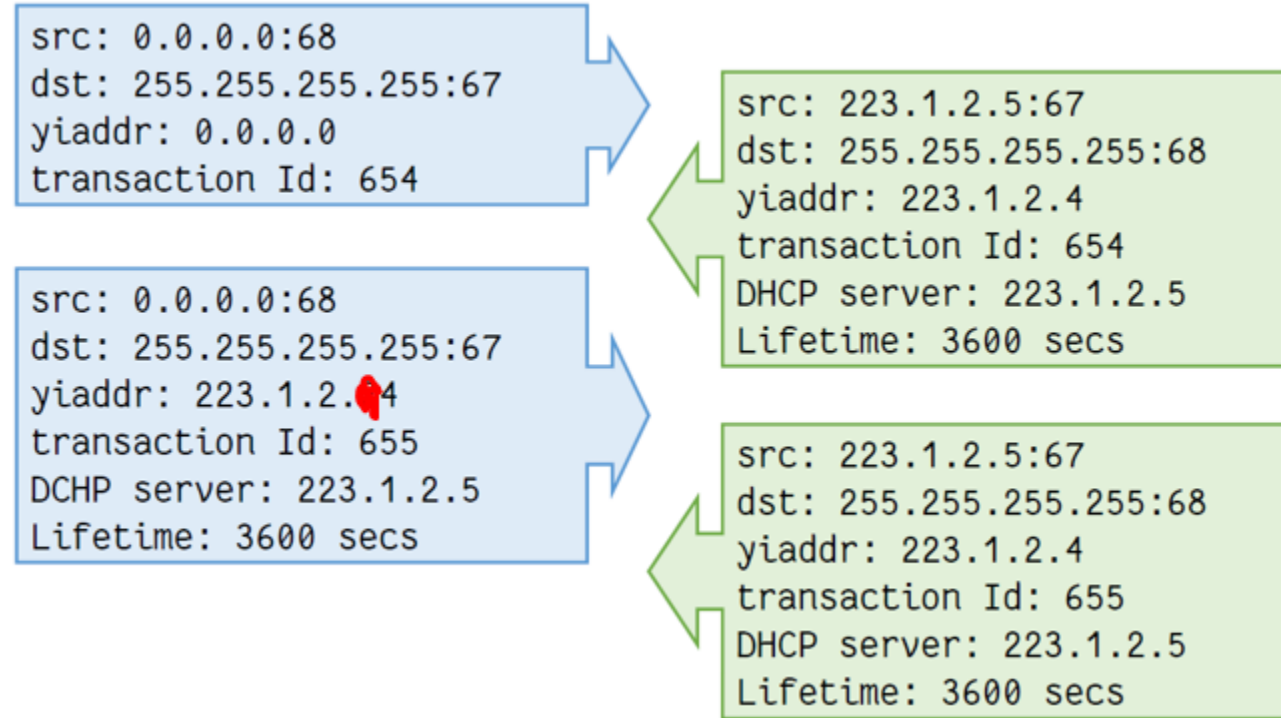 src: 0.0.0.0:68
dst: 255.255.255.255:67
yiaddr: 0.0.0.0
transaction Id: 654
src: 223.1.2.5:67
dst: 255.255.255.255:68
yiaddr: 223.1.2.4
transaction Id: 654
DHCP server: 223.1.2.5
Lifetime: 3600 secs
src: 0.0.0.0:68
dst: 255.255.255.255:67
yiaddr: 223.1.2.4
transaction Id: 655
DCHP server: 223.1.2.5
Lifetime: 3600 secs
src: 223.1.2.5:67
dst: 255.255.255.255:68
yiaddr: 223.1.2.4
transaction Id: 655
DHCP server: 223.1.2.5
Lifetime: 3600 secs